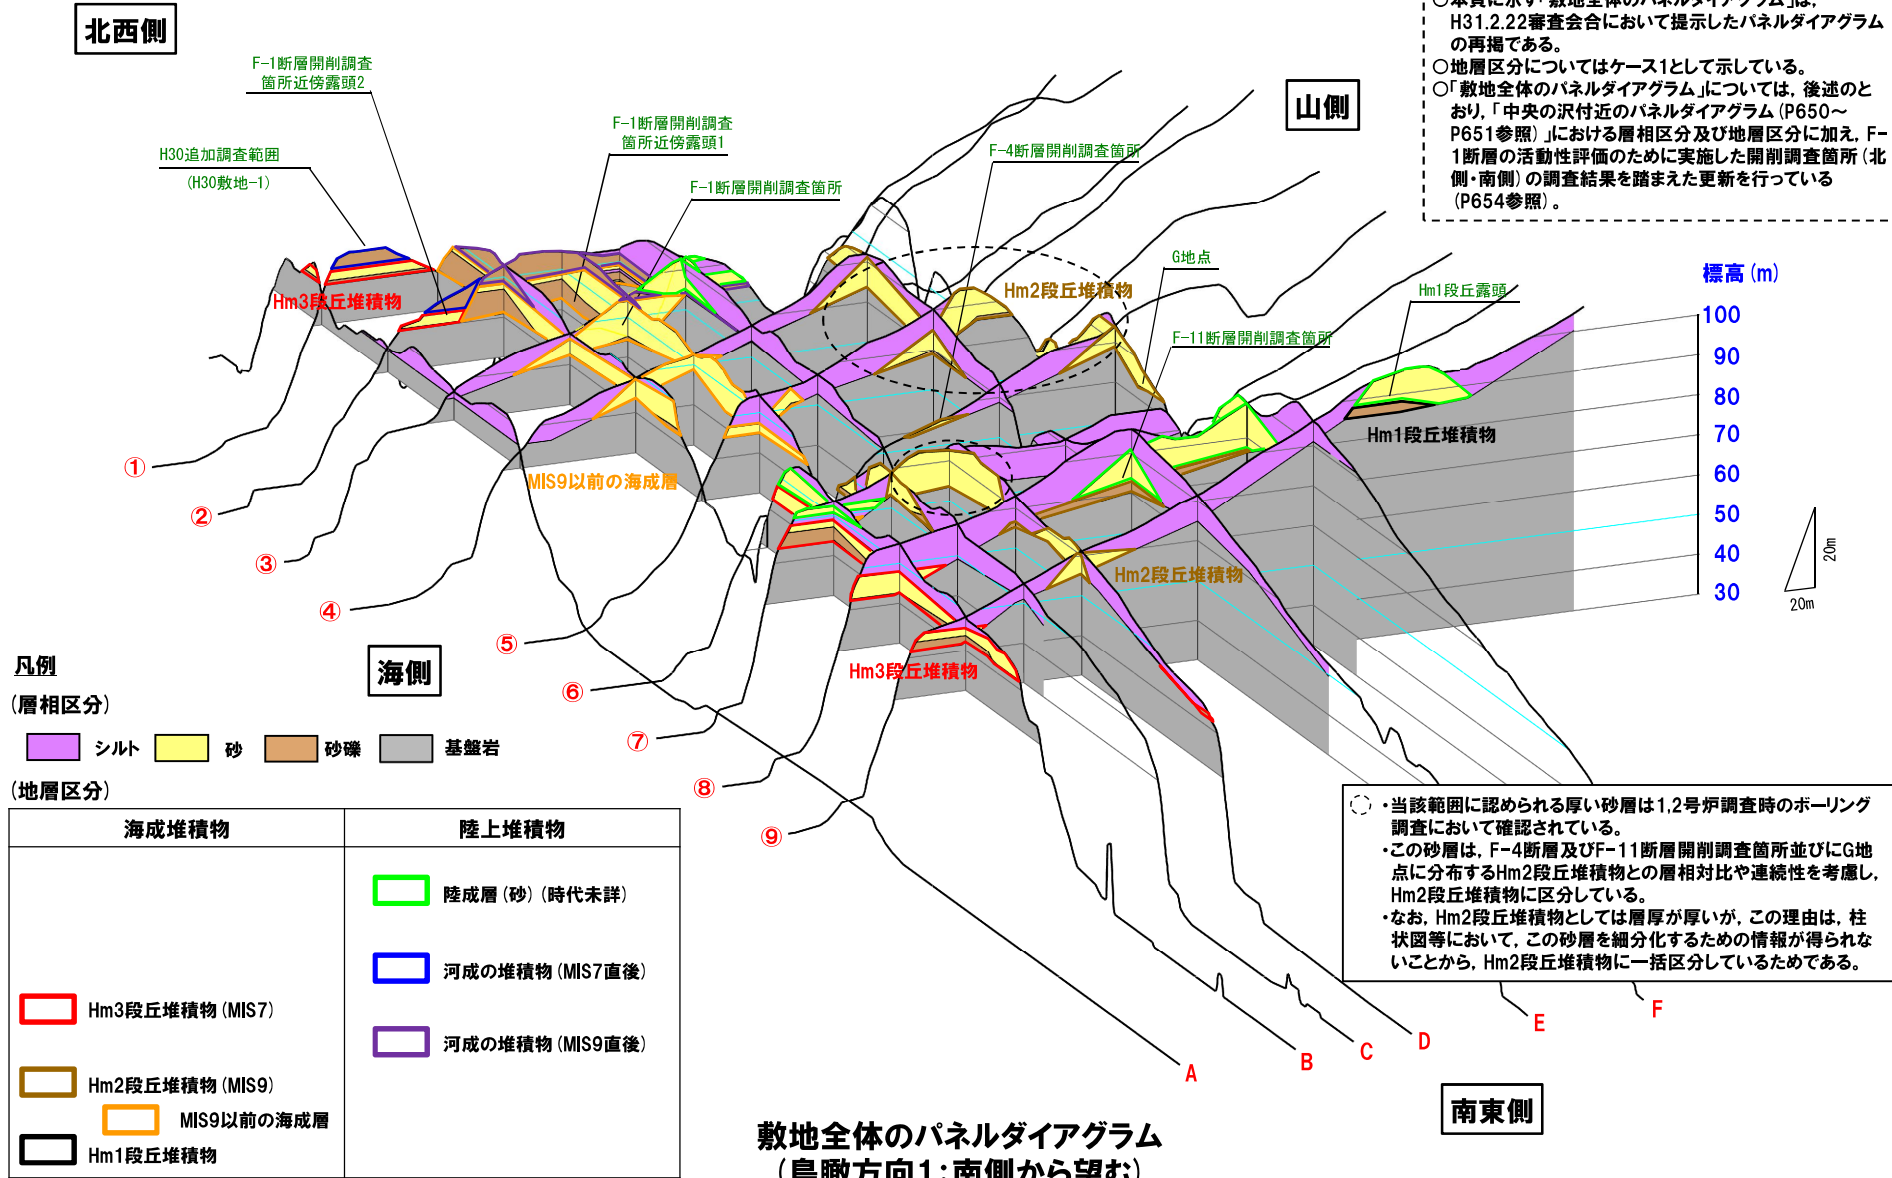 北西側
F-1断層開削調査
箇所近傍露頭2
H30追加調査範囲
(H30敷地-1)
F-1断層開削調査
箇所近傍露頭1
F-1断層開削調査箇所
F-4断層開削調査箇所
山側
○本頁に示す「敷地全体のパネルダイアグラム」は,
H31.2.22審査会合において提示したパネルダイアグラム
の再掲である。
○地層区分についてはケース1として示している。
○「敷地全体のパネルダイアグラム」については, 後述のと
おり, 「中央の沢付近のパネルダイアグラム(P650～
P651参照)」における層相区分及び地層区分に加え, F-
1断層の活動性評価のために実施した開削調査箇所(北
側・南側)の調査結果を踏まえた更新を行っている
(P654参照)。
G地点
Hm1段丘露頭
F-11断層開削調査箇所
標高(m)
100
90
80
70
60
50
40
30
20m
20m
Hm3段丘堆積物
Hm2段丘堆積物
Hm1段丘堆積物
MIS9以前の海成層
Hm2段丘堆積物
Hm3段丘堆積物
①
②
③
④
⑤
⑥
⑦
⑧
⑨
海側
凡例
(層相区分)
シルト
砂
砂礫
基盤岩
(地層区分)
海成堆積物
陸上堆積物
陸成層(砂)(時代未詳)
河成の堆積物(MIS7直後)
Hm3段丘堆積物(MIS7)
河成の堆積物(MIS9直後)
Hm2段丘堆積物(MIS9)
MIS9以前の海成層
Hm1段丘堆積物
・当該範囲に認められる厚い砂層は1,2号炉調査時のボーリング
調査において確認されている。
・この砂層は, F-4断層及びF-11断層開削調査箇所並びにG地
点に分布するHm2段丘堆積物との層相対比や連続性を考慮し,
Hm2段丘堆積物に区分している。
・なお, Hm2段丘堆積物としては層厚が厚いが, この理由は, 柱
状図等において, この砂層を細分化するための情報が得られな
いことから, Hm2段丘堆積物に一括区分しているためである。
A
B
C
D
E
F
南東側
敷地全体のパネルダイアグラム
(鳥瞰方向1:南側から望む)